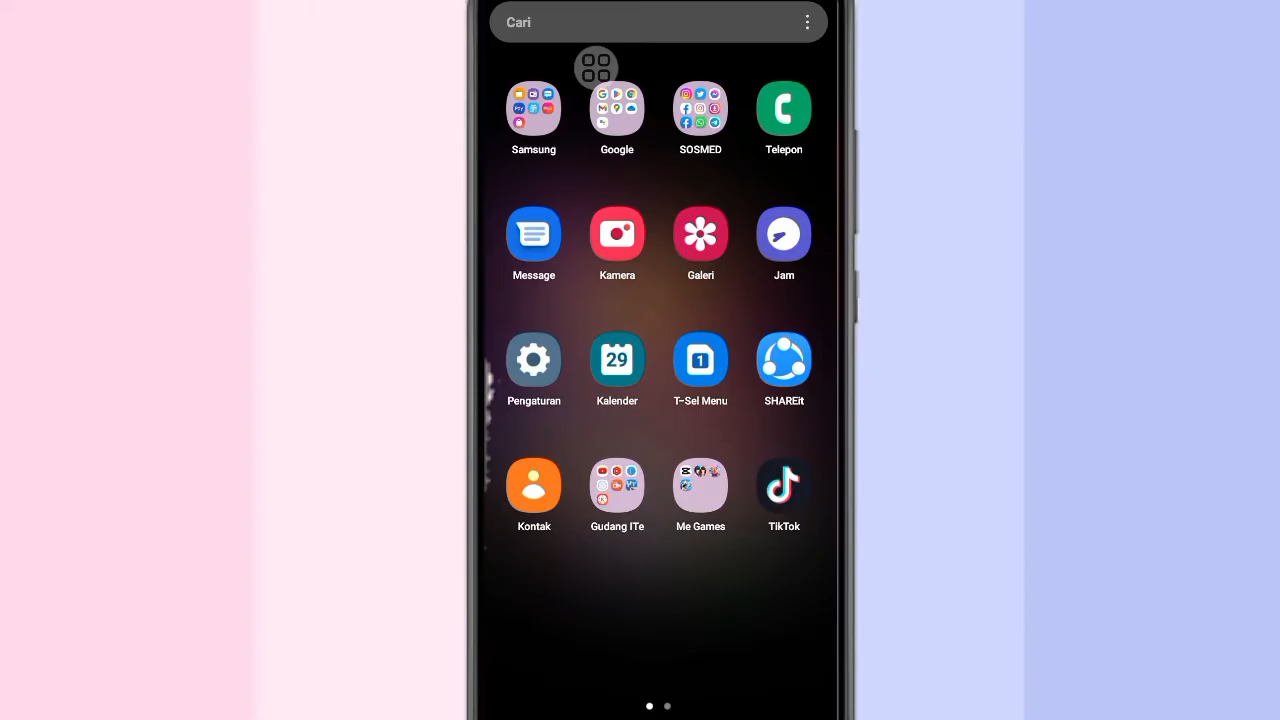 Cari
Samsung
Google
SOSMED
Telepon
Message
Kamera
Galeri
Jam
29
1
Pengaturan
Kalender
T-Sel Menu
SHAREit
Kontak
Gudang ITe
Me Games
TikTok